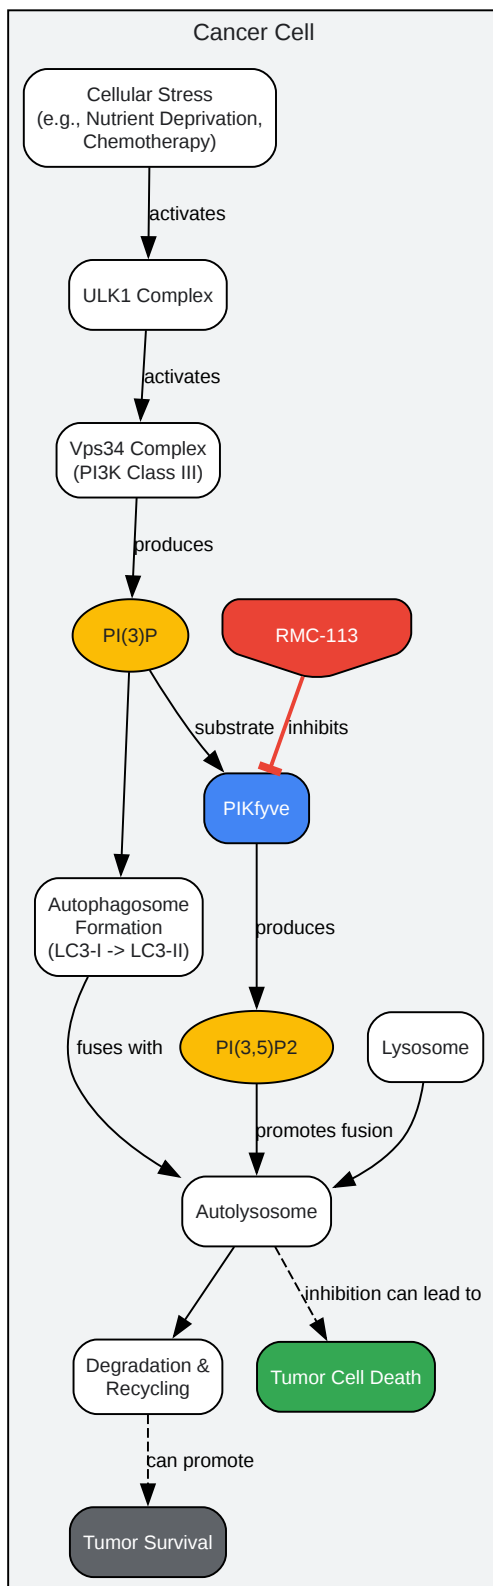 Cancer Cell
Cellular Stress
(e.g., Nutrient Deprivation,
Chemotherapy)
activates
ULK1 Complex
activates
Vps34 Complex
(PI3K Class III)
produces
PI(3)P
RMC-113
substrate
inhibits
PIKfyve
Autophagosome
Formation
(LC3-I -> LC3-II)
produces
fuses with
PI(3,5)P2
Lysosome
promotes fusion
Autolysosome
inhibition can lead to
Degradation &
Recycling
Tumor Cell Death
can promote
Tumor Survival